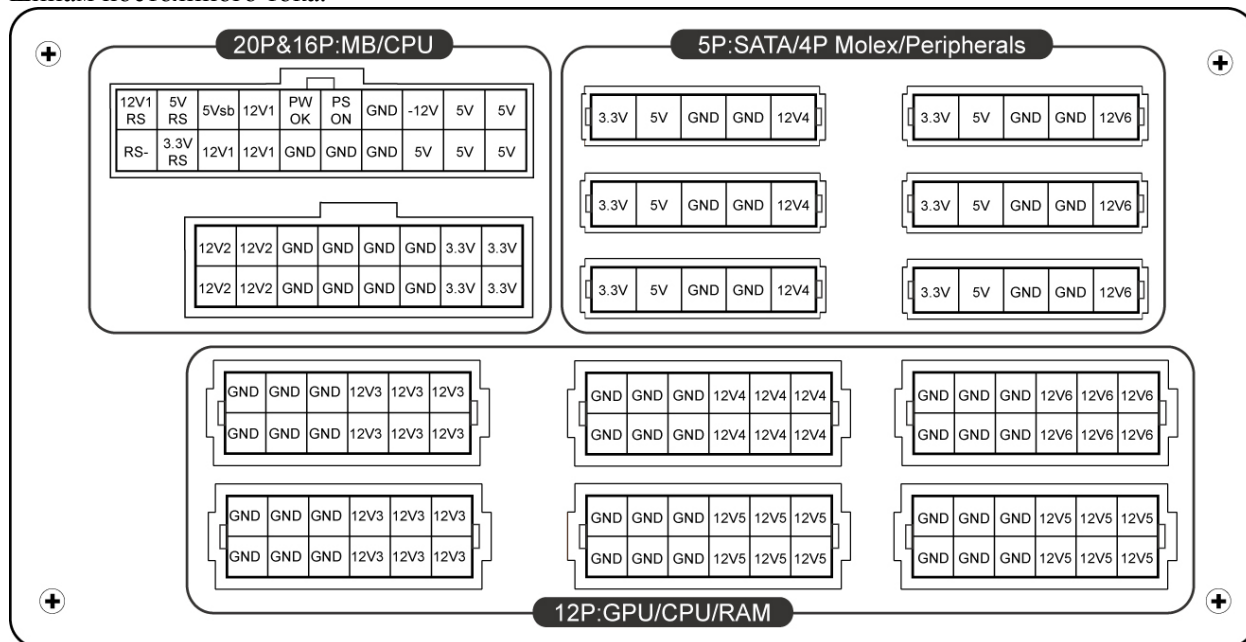 шинам постоянного тока.
20P&16P:MB/CPU
12V1 RS 5V RS 5Vsb 12V1 PW OK PS ON GND -12V 5V 5V
RS- 3.3V RS 12V1 12V1 GND GND GND 5V 5V 5V
12V2 12V2 GND GND GND GND 3.3V 3.3V
12V2 12V2 GND GND GND GND 3.3V 3.3V
5P:SATA/4P Molex/Peripherals
3.3V 5V GND GND 12V4
3.3V 5V GND GND 12V6
3.3V 5V GND GND 12V4
3.3V 5V GND GND 12V6
3.3V 5V GND GND 12V4
3.3V 5V GND GND 12V6
GND GND GND 12V3 12V3 12V3
GND GND GND 12V3 12V3 12V3
GND GND GND 12V4 12V4 12V4
GND GND GND 12V4 12V4 12V4
GND GND GND 12V6 12V6 12V6
GND GND GND 12V6 12V6 12V6
GND GND GND 12V3 12V3 12V3
GND GND GND 12V3 12V3 12V3
GND GND GND 12V5 12V5 12V5
GND GND GND 12V5 12V5 12V5
GND GND GND 12V5 12V5 12V5
GND GND GND 12V5 12V5 12V5
12P:GPU/CPU/RAM